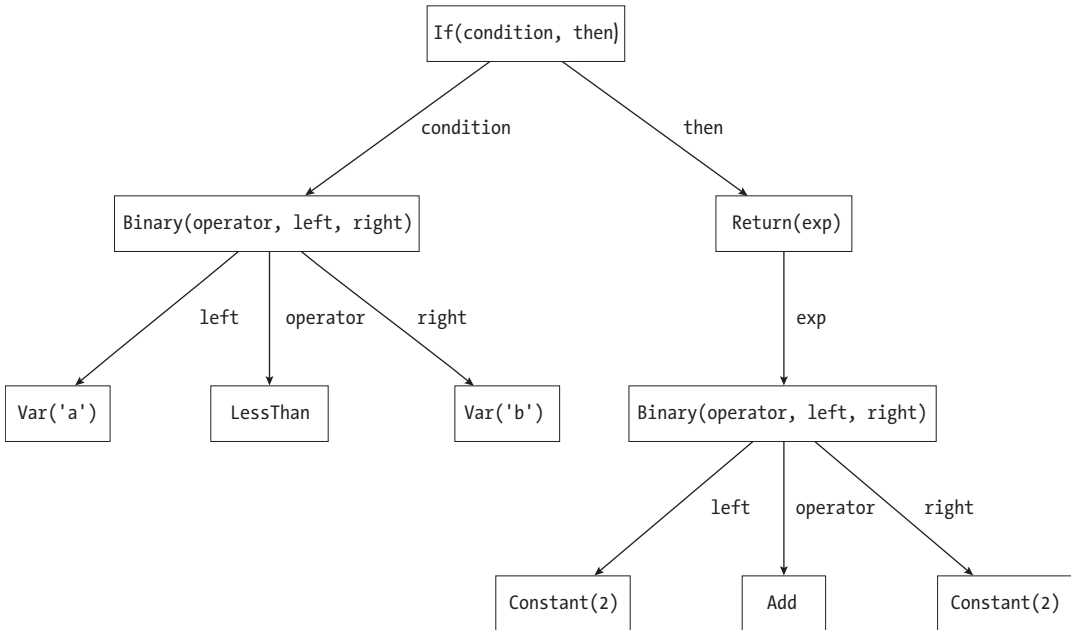 If(condition, then)
condition
then
Binary(operator, left, right)
Return(exp)
left
operator
right
exp
Var('a')
LessThan
Var('b')
Binary(operator, left, right)
left
operator
right
Constant(2)
Add
Constant(2)